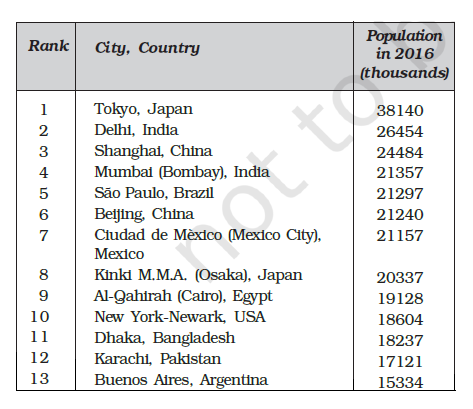 Rank City, Country Population
in 2016
(thousands)
1 Tokyo, Japan 38140
2 Delhi, India 26454
3 Shanghai, China 24484
4 Mumbai (Bombay), India 21357
5 São Paulo, Brazil 21297
6 Beijing, China 21240
7 Ciudad de Mèxico (Mexico City), 21157
Mexico
8 Kinki M.M.A. (Osaka), Japan 20337
9 Al-Qahirah (Cairo), Egypt 19128
10 New York-Newark, USA 18604
11 Dhaka, Bangladesh 18237
12 Karachi, Pakistan 17121
13 Buenos Aires, Argentina 15334
not to b